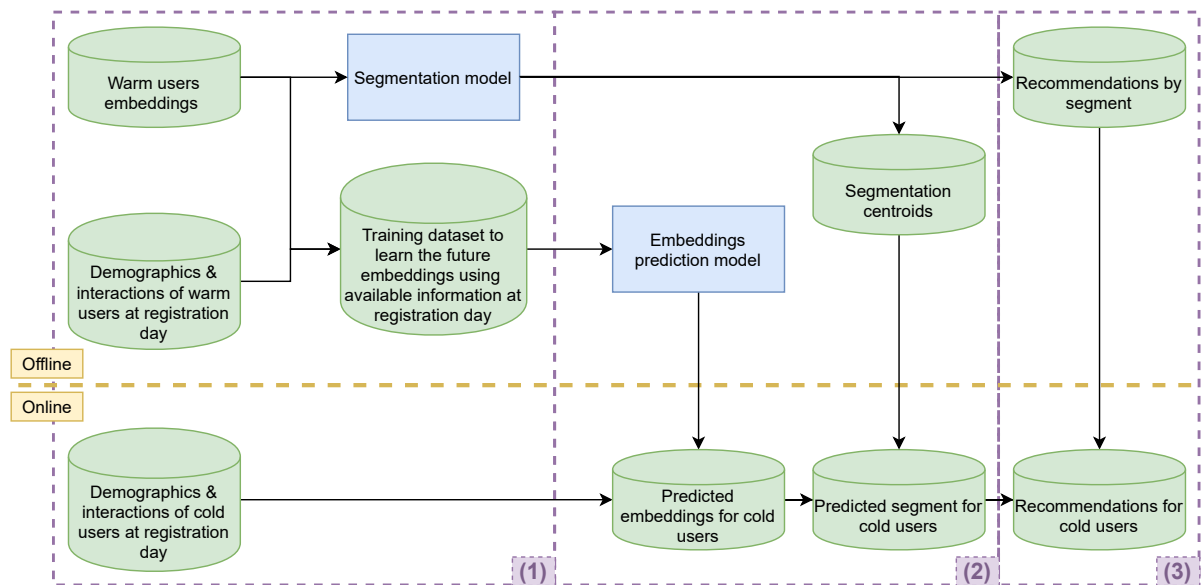 Warm users
embeddings
Segmentation model
Recommendations by
segment
Segmentation
centroids
Demographics &
interactions of warm
users at registration
day
Training dataset to
learn the future
embeddings using
available information at
registration day
Embeddings
prediction model
Offline
Online
Demographics &
interactions of cold
users at registration
day
Predicted
embeddings for cold
users
Predicted segment for
cold users
Recommendations for
cold users
(1)
(2)
(3)